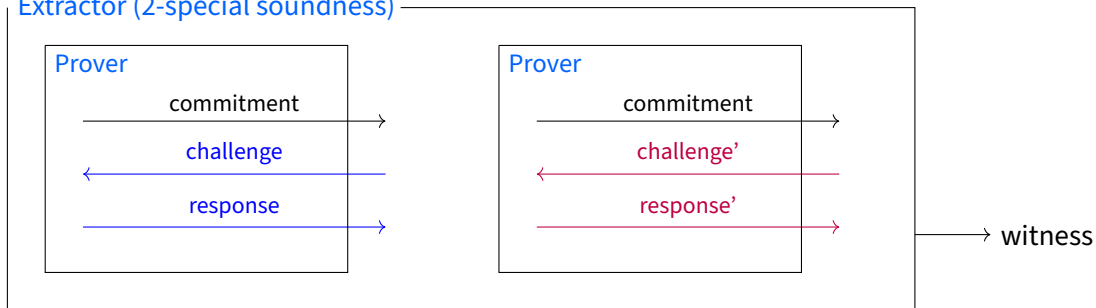 Extractor (2-special soundness)
Prover
commitment
challenge
response
Prover
commitment
challenge’
response’
witness